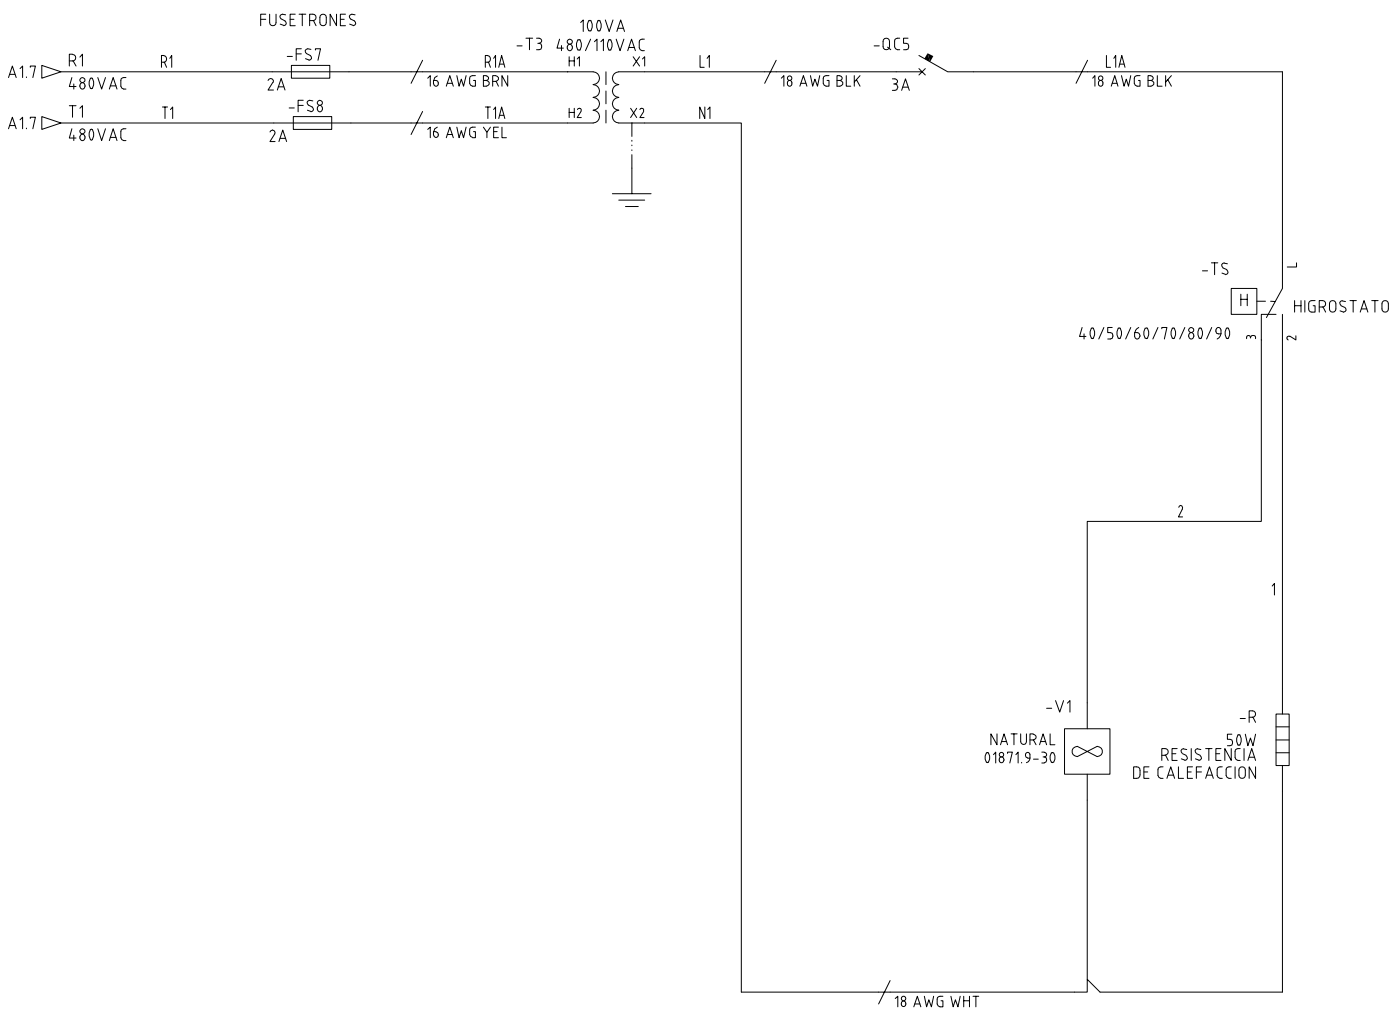 FUSETRONES
100VA
-T3 480/110VAC
-QC5
A1.7 R1 R1 -FS7 R1A H1 X1 L1 L1A
480VAC 2A 16 AWG BRN 18 AWG BLK 3A 18 AWG BLK
A1.7 T1 T1 -FS8 T1A H2 X2 N1
480VAC 2A 16 AWG YEL
-TS L
H HIGROSTATO
40/50/60/70/80/90 3 2
2
1
-V1
-R
NATURAL 50W
01871.9-30 RESISTENCIA
DE CALEFACCION
18 AWG WHT